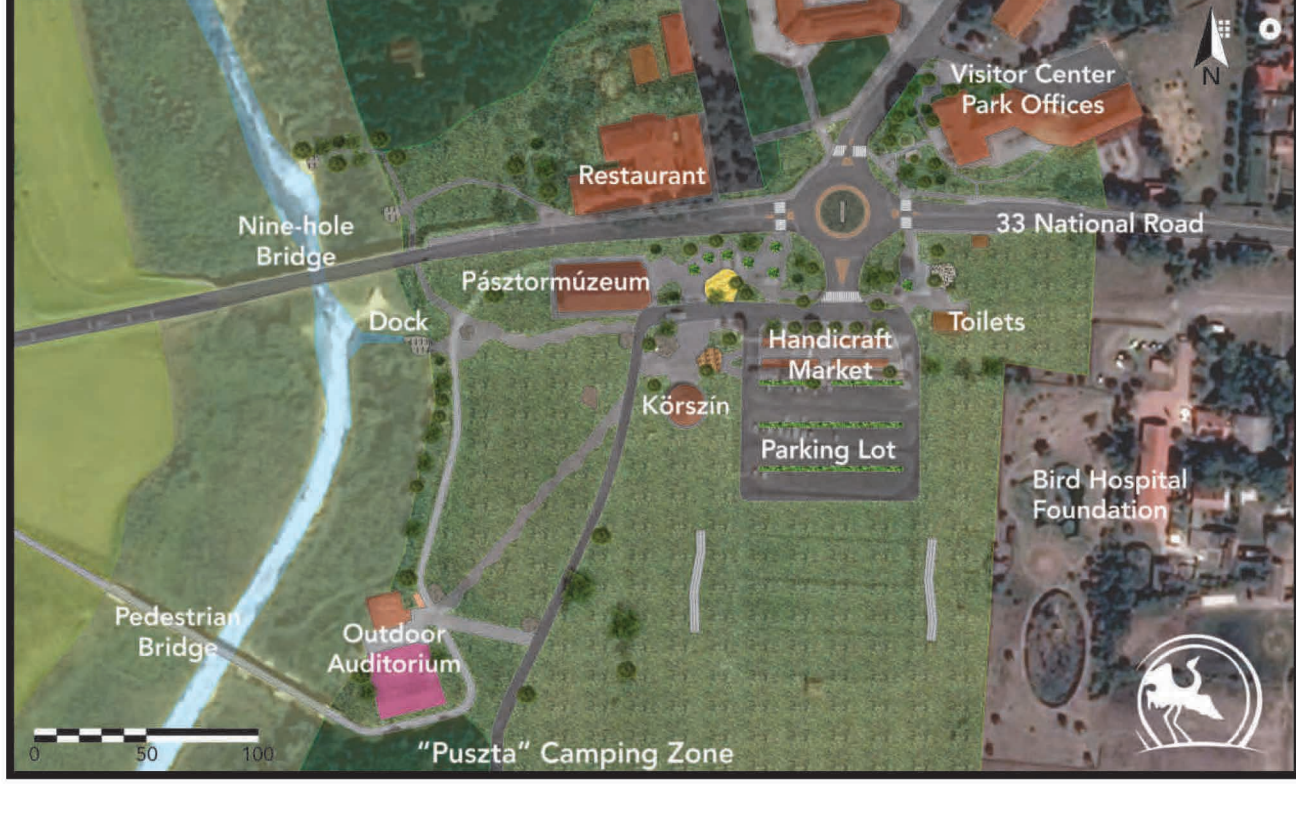 Visitor Center
Park Offices
N
Restaurant
33 National Road
Nine-hole
Bridge
Pásztormúzeum
Dock
Toilets
Handicraft
Market
Körszín
Parking Lot
Bird Hospital
Foundation
Pedestrian
Bridge
Outdoor
Auditorium
0 50 100
“Puszta“ Camping Zone